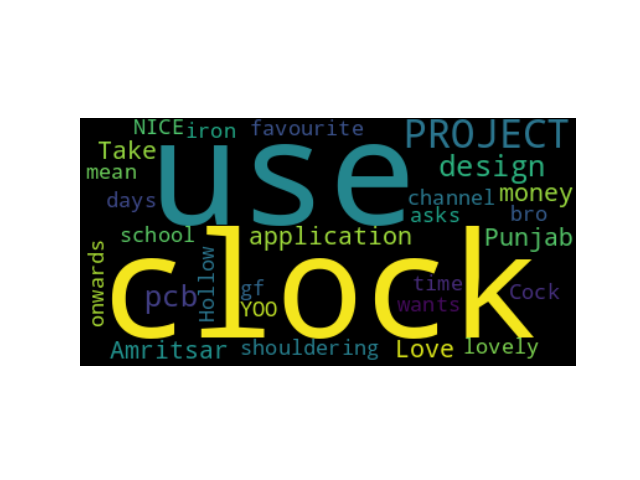 NICE iron favourite PROJECT
Take use design
mean
days channel money
asks bro
school application Punjab
onwards clock Hollow
pcb gf time Cock
YOO wants
Amritsar shouldering Love lovely